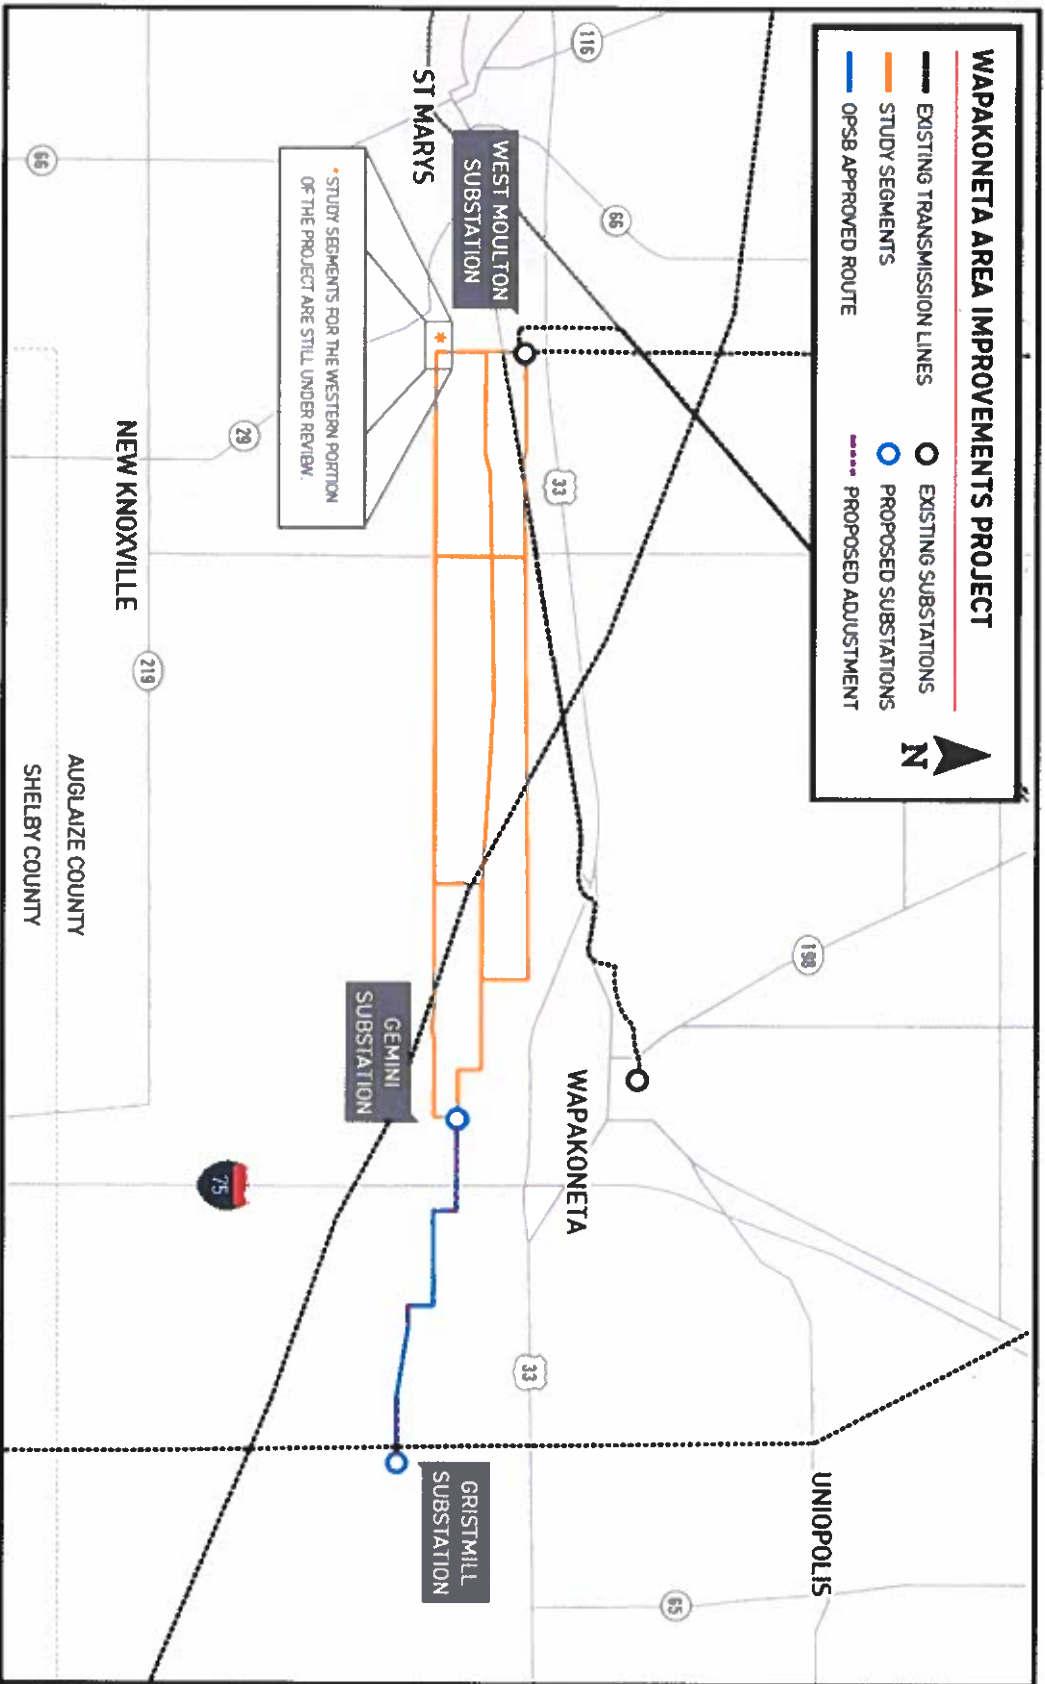 WAPAKONETA AREA IMPROVEMENTS PROJECT
EXISTING TRANSMISSION LINES
STUDY SEGMENTS
OPSB APPROVED ROUTE
EXISTING SUBSTATIONS
PROPOSED SUBSTATIONS
PROPOSED ADJUSTMENT
N
116
ST MARYS
66
WEST MOULTON
SUBSTATION
66
33
198
*
* STUDY SEGMENTS FOR THE WESTERN PORTION
OF THE PROJECT ARE STILL UNDER REVIEW.
29
NEW KNOXVILLE
219
WAPAKONETA
GEMINI
SUBSTATION
75
33
UNIOPOLIS
65
GRISTMILL
SUBSTATION
AUGLAIZE COUNTY
SHELBY COUNTY